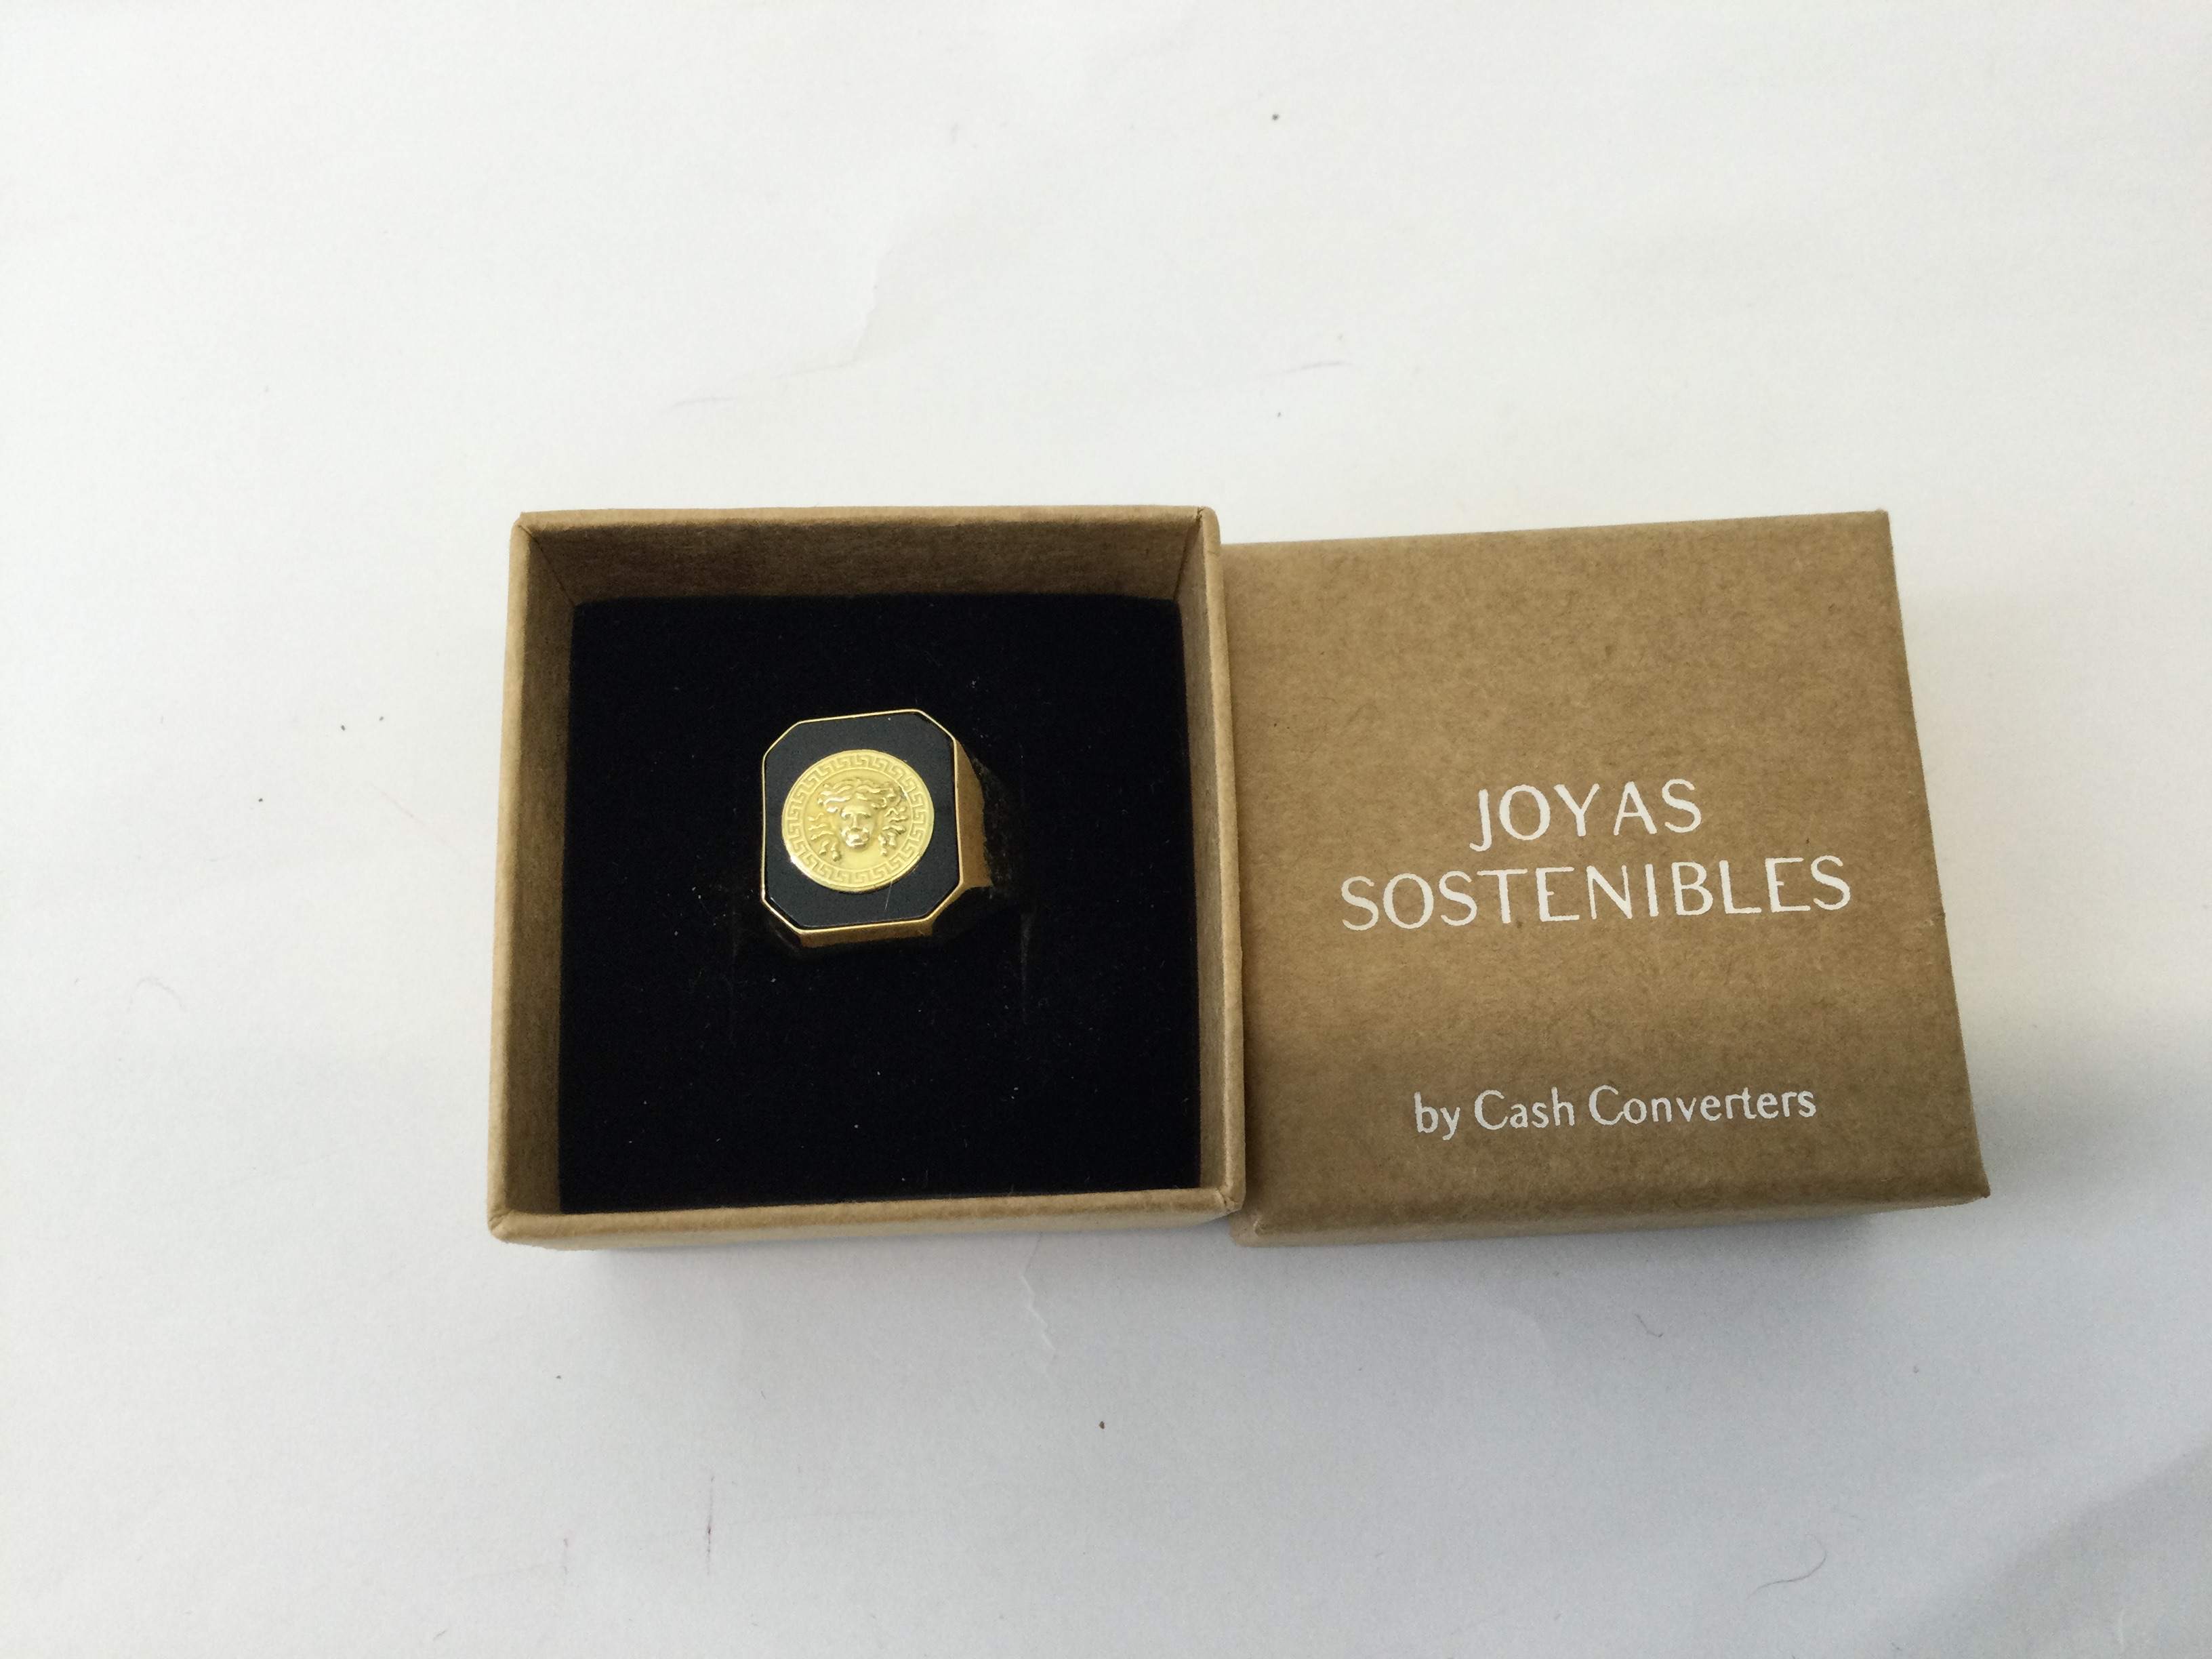 JOYAS
SOSTENIBLES
by Cash Converters